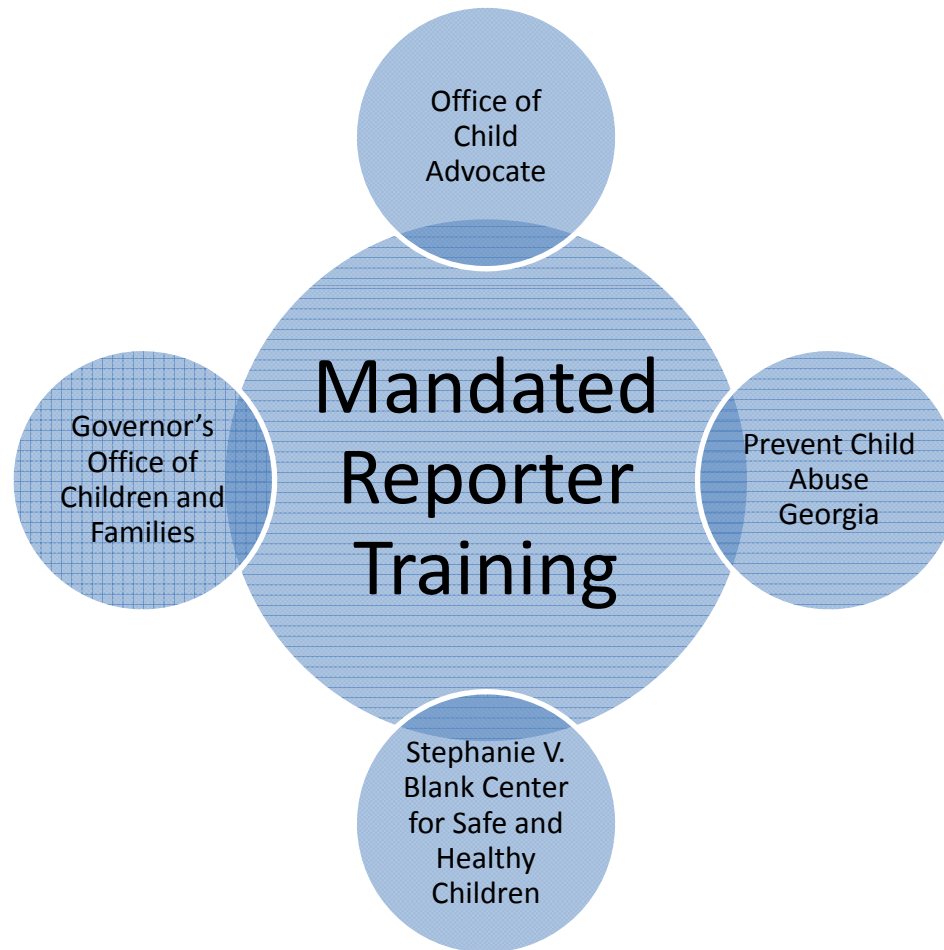 Office of
Child
Advocate
Mandated
Reporter
Training
Governor’s
Office of
Children and
Families
Prevent Child
Abuse
Georgia
Stephanie V.
Blank Center
for Safe and
Healthy
Children